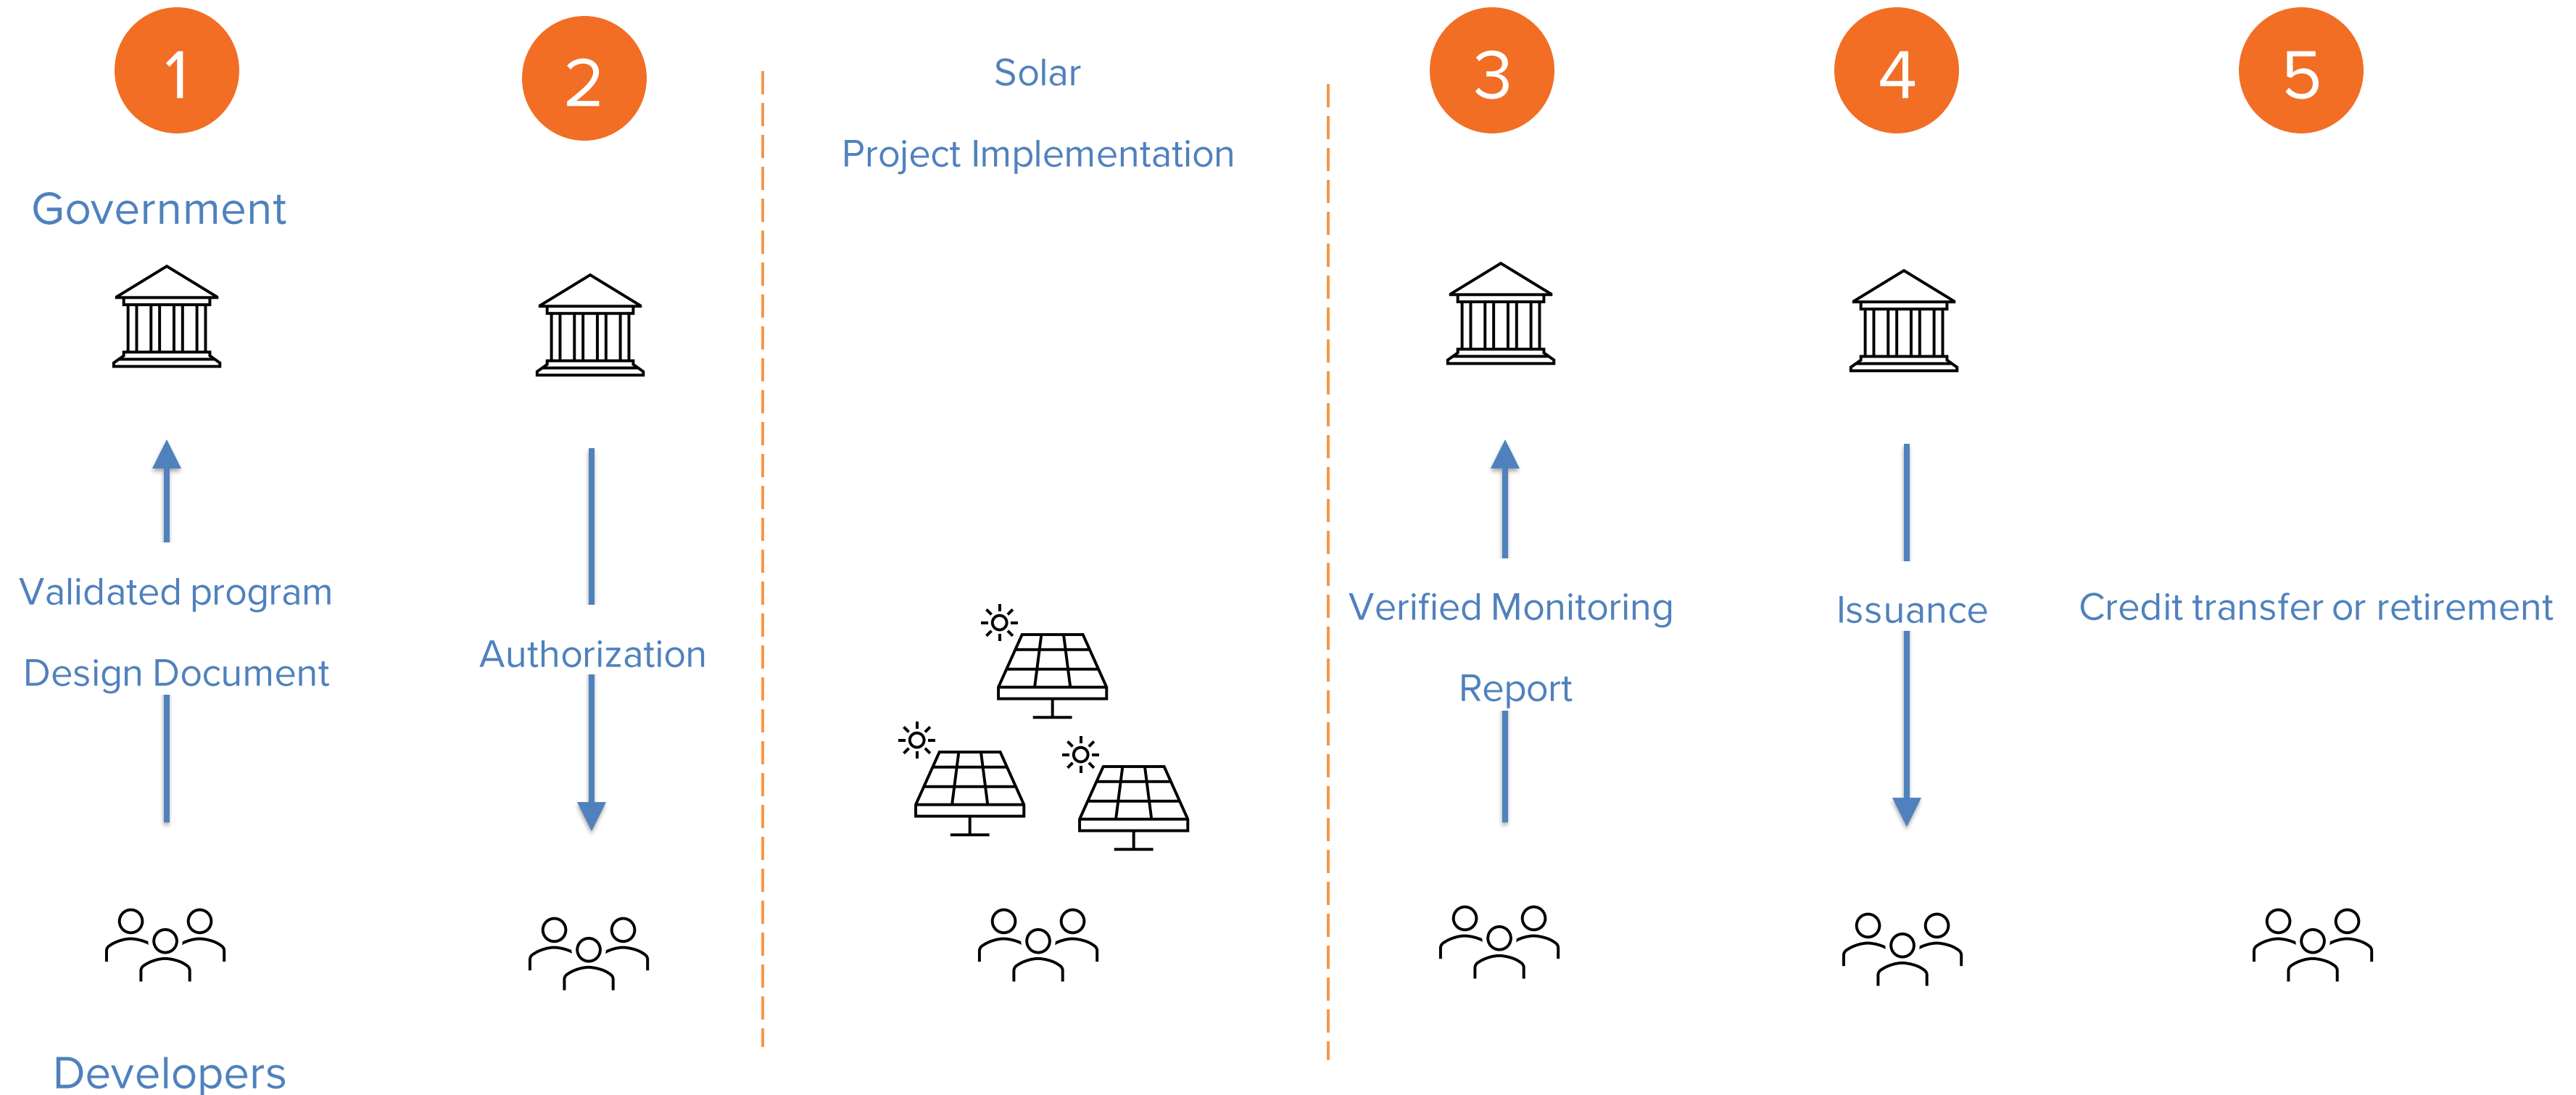 1
2
Solar
Project Implementation
3
4
5
Government
Validated program
Design Document
Authorization
Verified Monitoring
Report
Issuance
Credit transfer or retirement
Developers